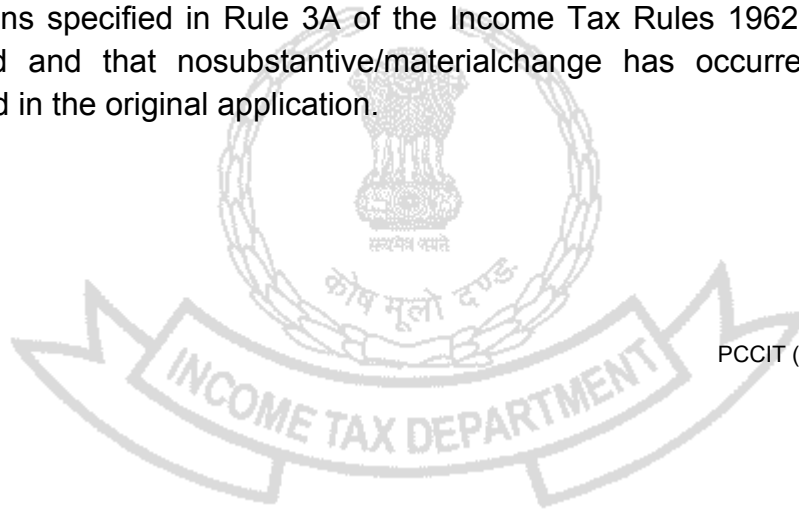 ns specified in Rule 3A of the Income Tax Rules 1962
d and that nosubstantive/materialchange has occurre
d in the original application.
सत्यमेव जयते
कोष मूलो दण्डः
PCCIT (
INCOME TAX DEPARTMENT